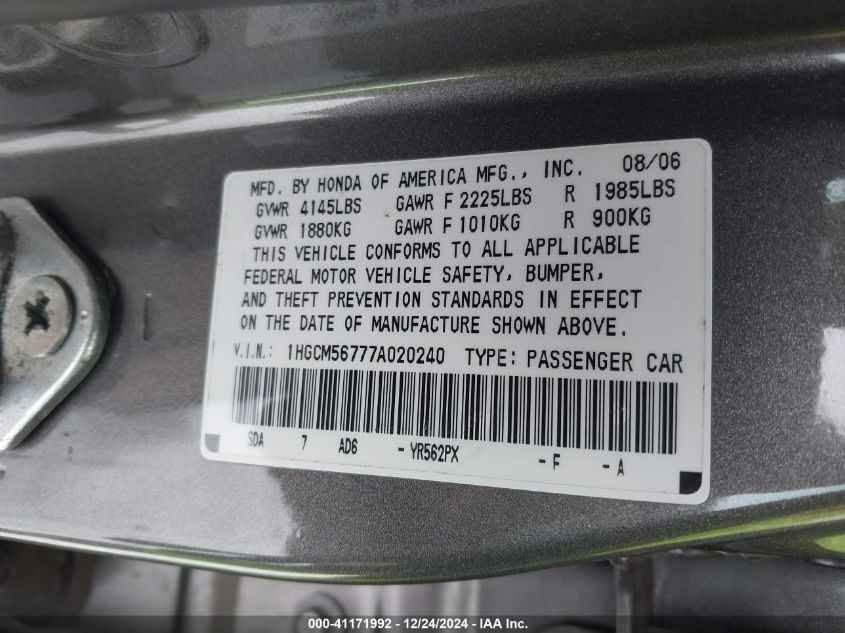 MFD. BY HONDA OF AMERICA MFG., INC. 08/06
GVWR 4145LBS GAWR F 2225LBS R 1985LBS
GVWR 1880KG GAWR F 1010KG R 900KG
THIS VEHICLE CONFORMS TO ALL APPLICABLE
FEDERAL MOTOR VEHICLE SAFETY, BUMPER,
AND THEFT PREVENTION STANDARDS IN EFFECT
ON THE DATE OF MANUFACTURE SHOWN ABOVE.
V.I.N.: 1HGCM56777A020240 TYPE: PASSENGER CAR
SDA 7 AD6 -YR562PX -F -A
000-41171992 - 12/24/2024 - IAA Inc.